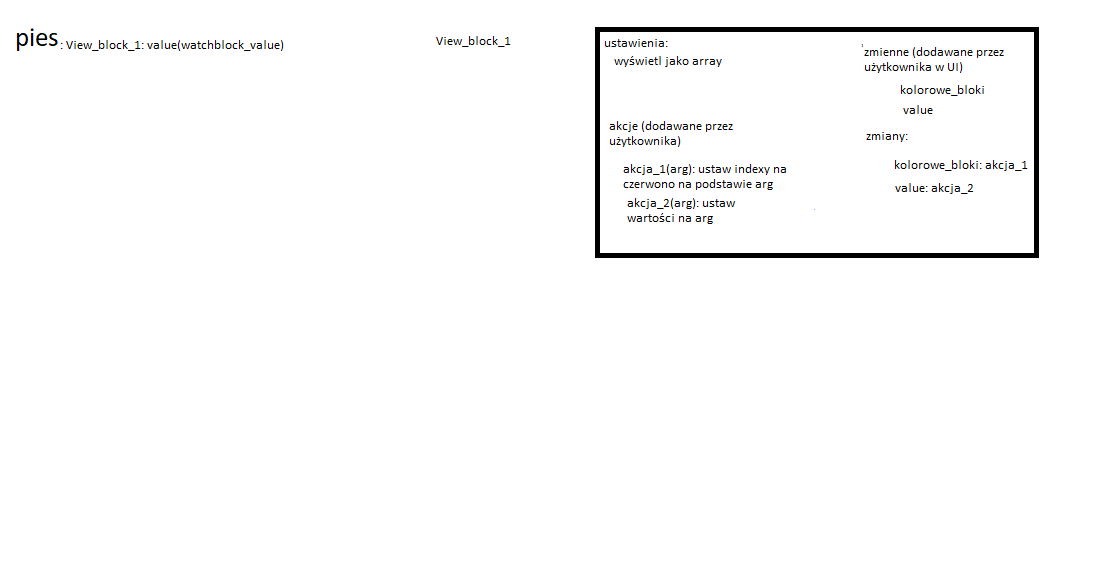 pies : View_block_1: value(watchblock_value)
View_block_1
ustawienia:
wyświetl jako array
akcje (dodawane przez
użytkownika)
akcja_1(arg): ustaw indexy na
czerwono na podstawie arg
akcja_2(arg): ustaw
wartości na arg
zmienne (dodawane przez
użytkownika w UI)
kolorowe_bloki
value
zmiany:
kolorowe_bloki: akcja_1
value: akcja_2